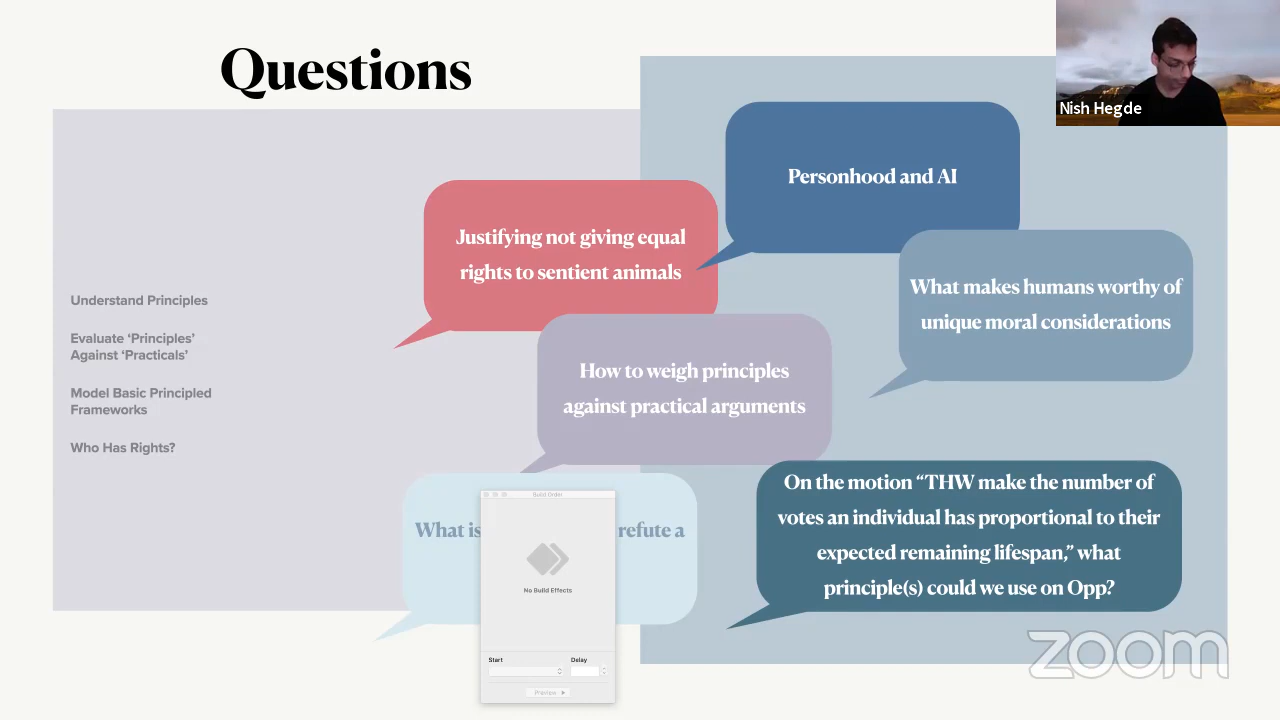 Questions
Nish Hegde
Personhood and AI
Justifying not giving equal
rights to sentient animals
What makes humans worthy of
unique moral considerations
Understand Principles
Evaluate ‘Principles’
Against ‘Practicals’
Model Basic Principled
Frameworks
Who Has Rights?
How to weigh principles
against practical arguments
What is
refute a
On the motion “THW make the number of
votes an individual has proportional to their
expected remaining lifespan,” what
principle(s) could we use on Opp?
Build Order
No Build Effects
Start
Delay
Preview
zoom